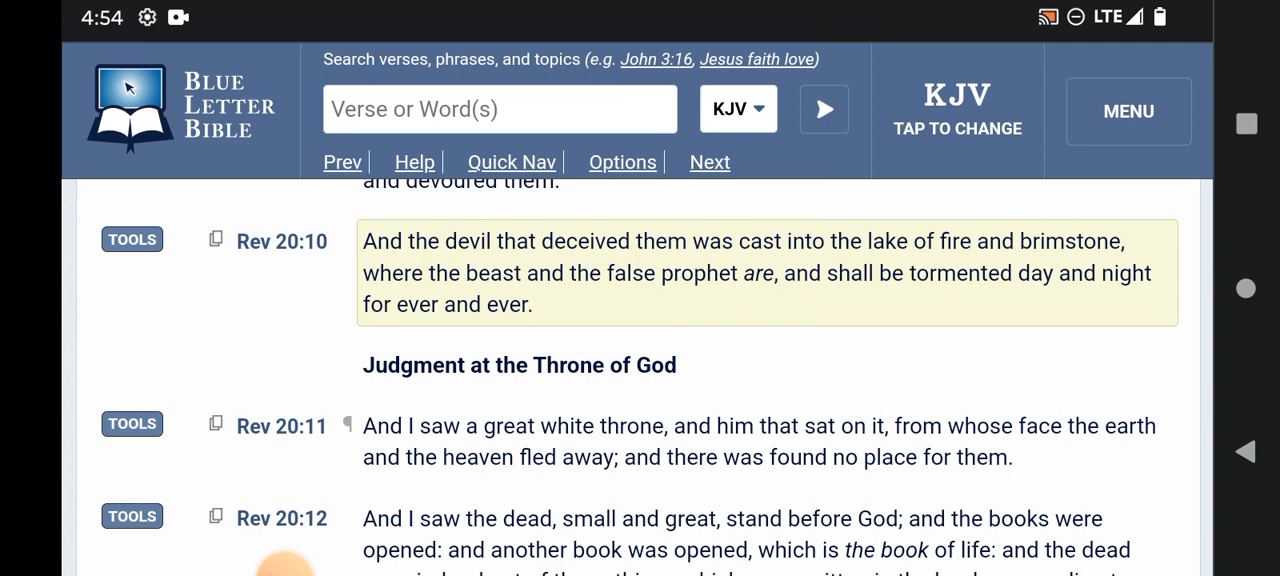 4:54 LTE
Search verses, phrases, and topics (e.g. John 3:16, Jesus faith love)
BLUE
LETTER
BIBLE
Verse or Word(s)
KJV
KJV
TAP TO CHANGE
MENU
Prev Help Quick Nav Options Next
and devoured them.
TOOLS Rev 20:10 And the devil that deceived them was cast into the lake of fire and brimstone,
where the beast and the false prophet are, and shall be tormented day and night
for ever and ever.
Judgment at the Throne of God
TOOLS Rev 20:11 ¶ And I saw a great white throne, and him that sat on it, from whose face the earth
and the heaven fled away; and there was found no place for them.
TOOLS Rev 20:12 And I saw the dead, small and great, stand before God; and the books were
opened: and another book was opened, which is the book of life: and the dead